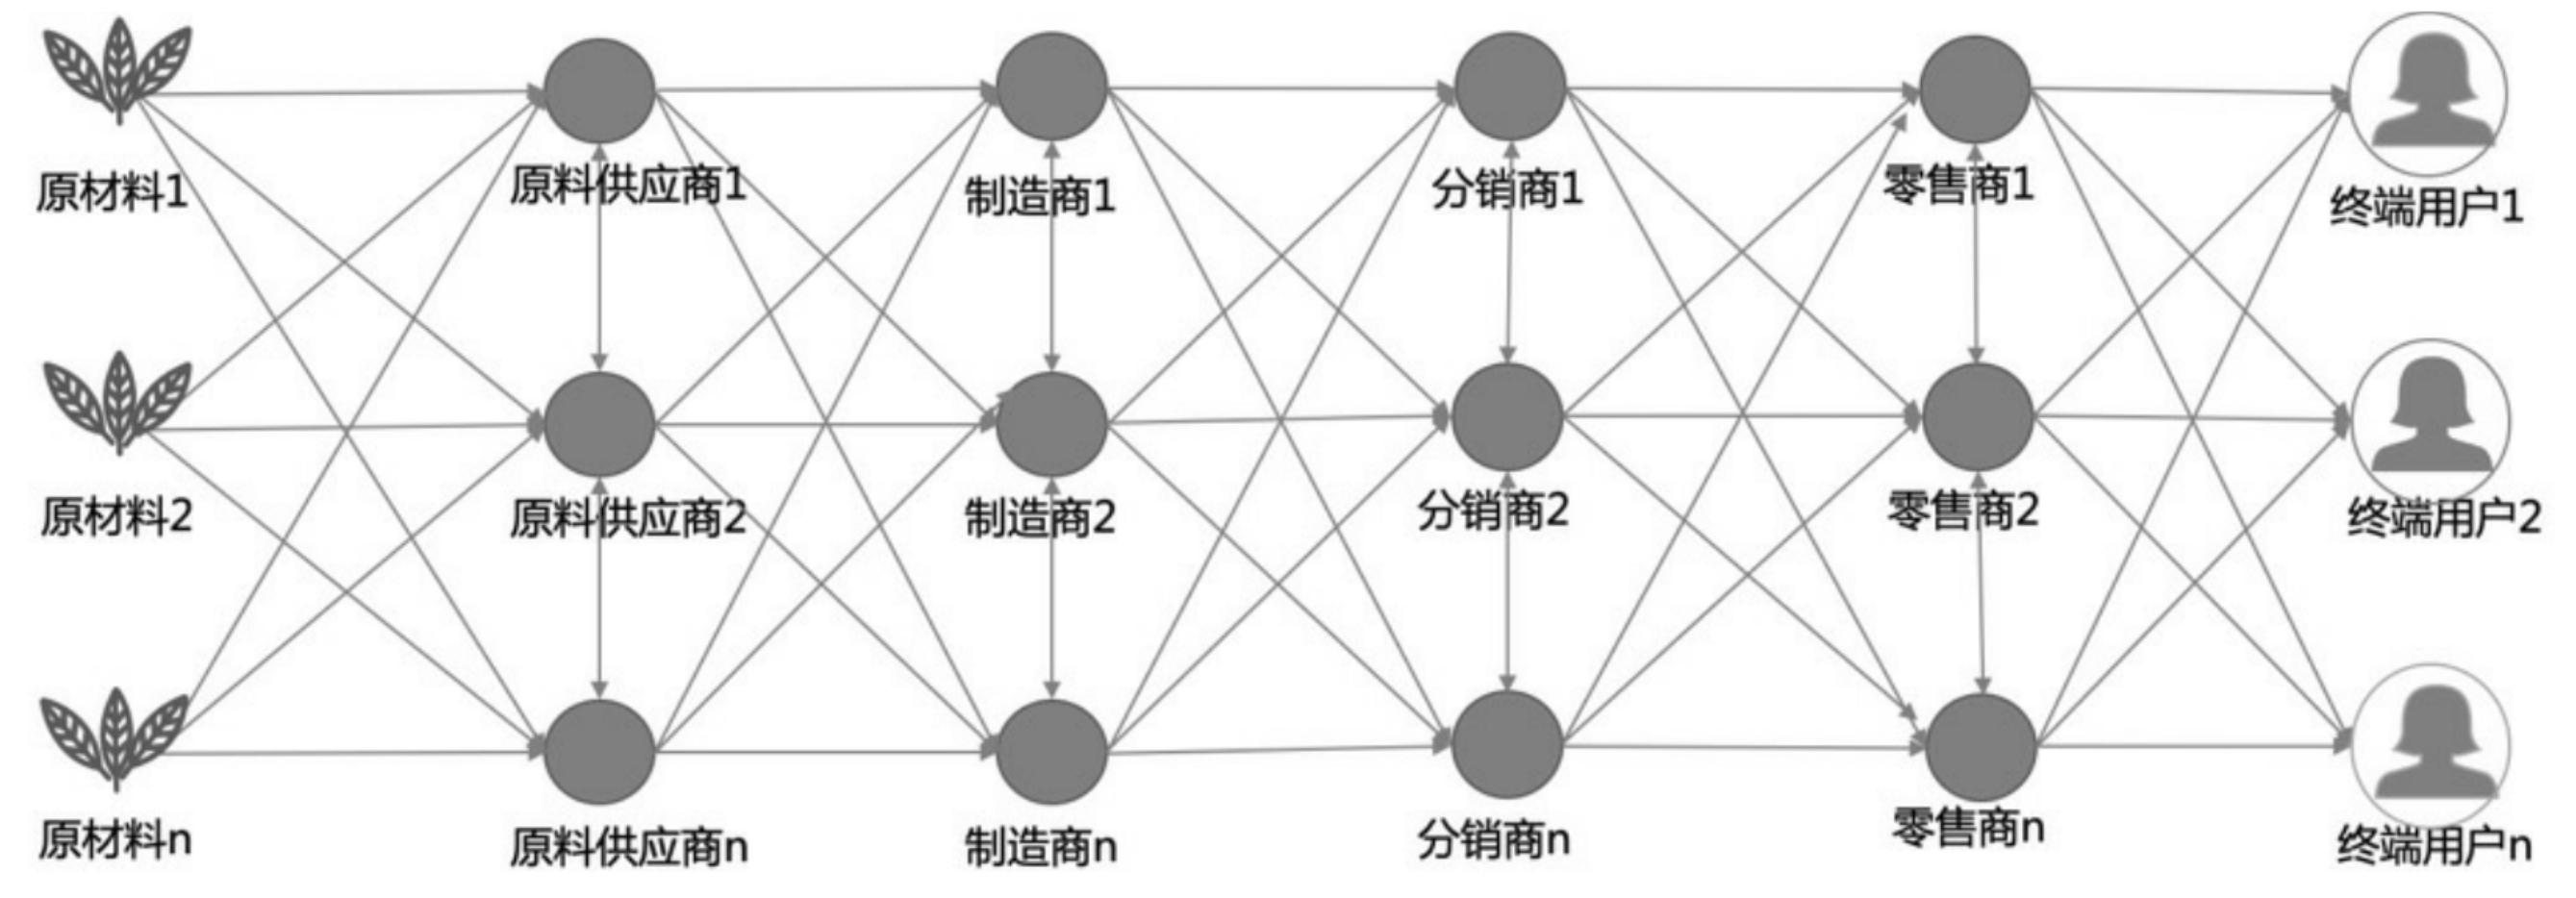 原材料1
原料供应商1
制造商1
分销商1
零售商1
终端用户1
原材料2
原料供应商2
制造商2
分销商2
零售商2
终端用户2
原材料n
原料供应商n
制造商n
分销商n
零售商n
终端用户n